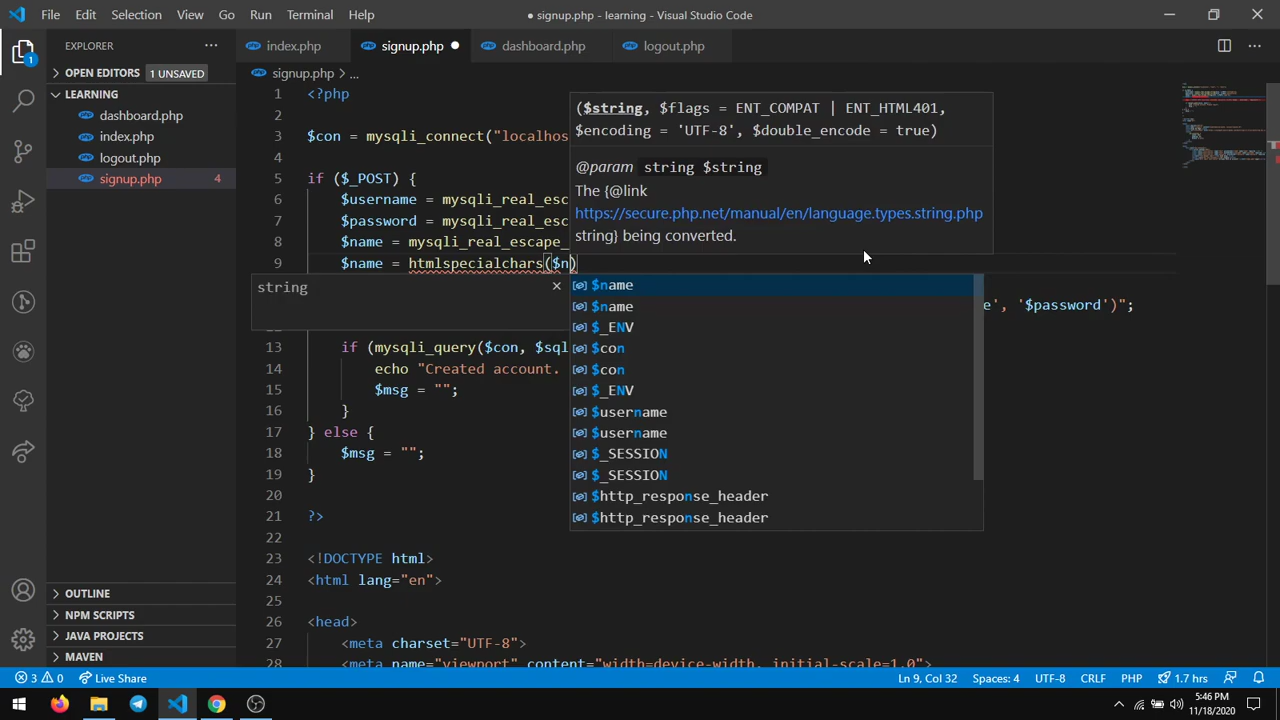 File Edit Selection View Go Run Terminal Help
● signup.php - learning - Visual Studio Code
EXPLORER
index.php signup.php dashboard.php logout.php
OPEN EDITORS 1 UNSAVED
signup.php > ...
LEARNING
dashboard.php
index.php
logout.php
signup.php 4
OUTLINE
NPM SCRIPTS
JAVA PROJECTS
MAVEN
1 <?php
2
3 $con = mysqli_connect("localhos
4
5 if ($_POST) {
6 $username = mysqli_real_esc
7 $password = mysqli_real_esc
8 $name = mysqli_real_escape_
9 $name = htmlspecialchars($n)
e', '$password')";
13 if (mysqli_query($con, $sql
14 echo "Created account.
15 $msg = "";
16 }
17 } else {
18 $msg = "";
19 }
20
21 ?>
22
23 <!DOCTYPE html>
24 <html lang="en">
25
26 <head>
27 <meta charset="UTF-8">
28 <meta name="viewport" content="width=device-width, initial-scale=1.0">
($string, $flags = ENT_COMPAT | ENT_HTML401,
$encoding = 'UTF-8', $double_encode = true)
@param string $string
The {@link
https://secure.php.net/manual/en/language.types.string.php
string} being converted.
string
$name
$name
$_ENV
$con
$con
$_ENV
$username
$username
$_SESSION
$_SESSION
$http_response_header
$http_response_header
1
3 0 Live Share
Ln 9, Col 32 Spaces: 4 UTF-8 CRLF PHP 1.7 hrs
5:46 PM
11/18/2020